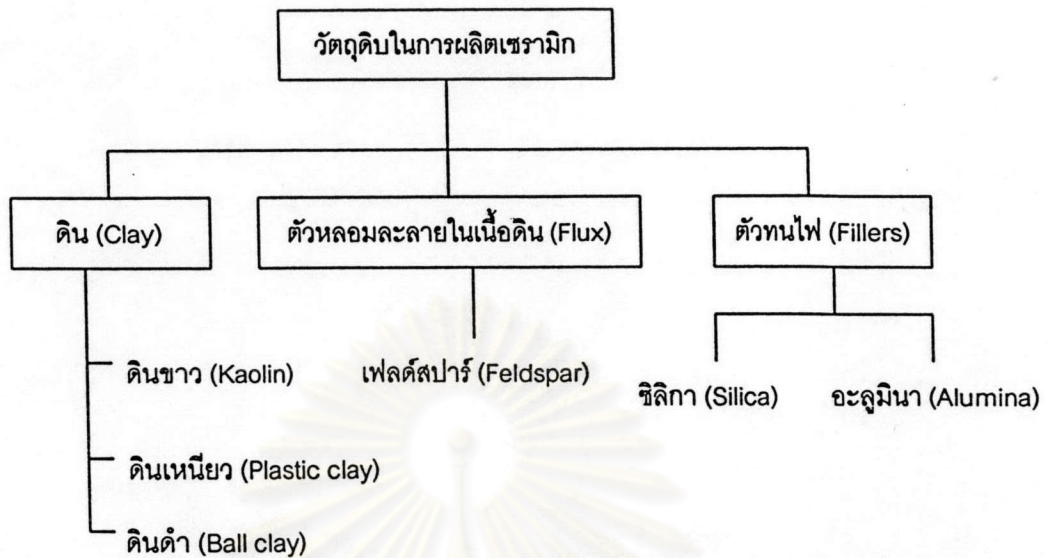 วัตถุดิบในการผลิตเซรามิก
ดิน (Clay)
ตัวหลอมละลายในเนื้อดิน (Flux)
ตัวทนไฟ (Fillers)
ดินขาว (Kaolin)
เฟลด์สปาร์ (Feldspar)
ซิลิกา (Silica)
อะลูมินา (Alumina)
ดินเหนียว (Plastic clay)
ดินดำ (Ball clay)